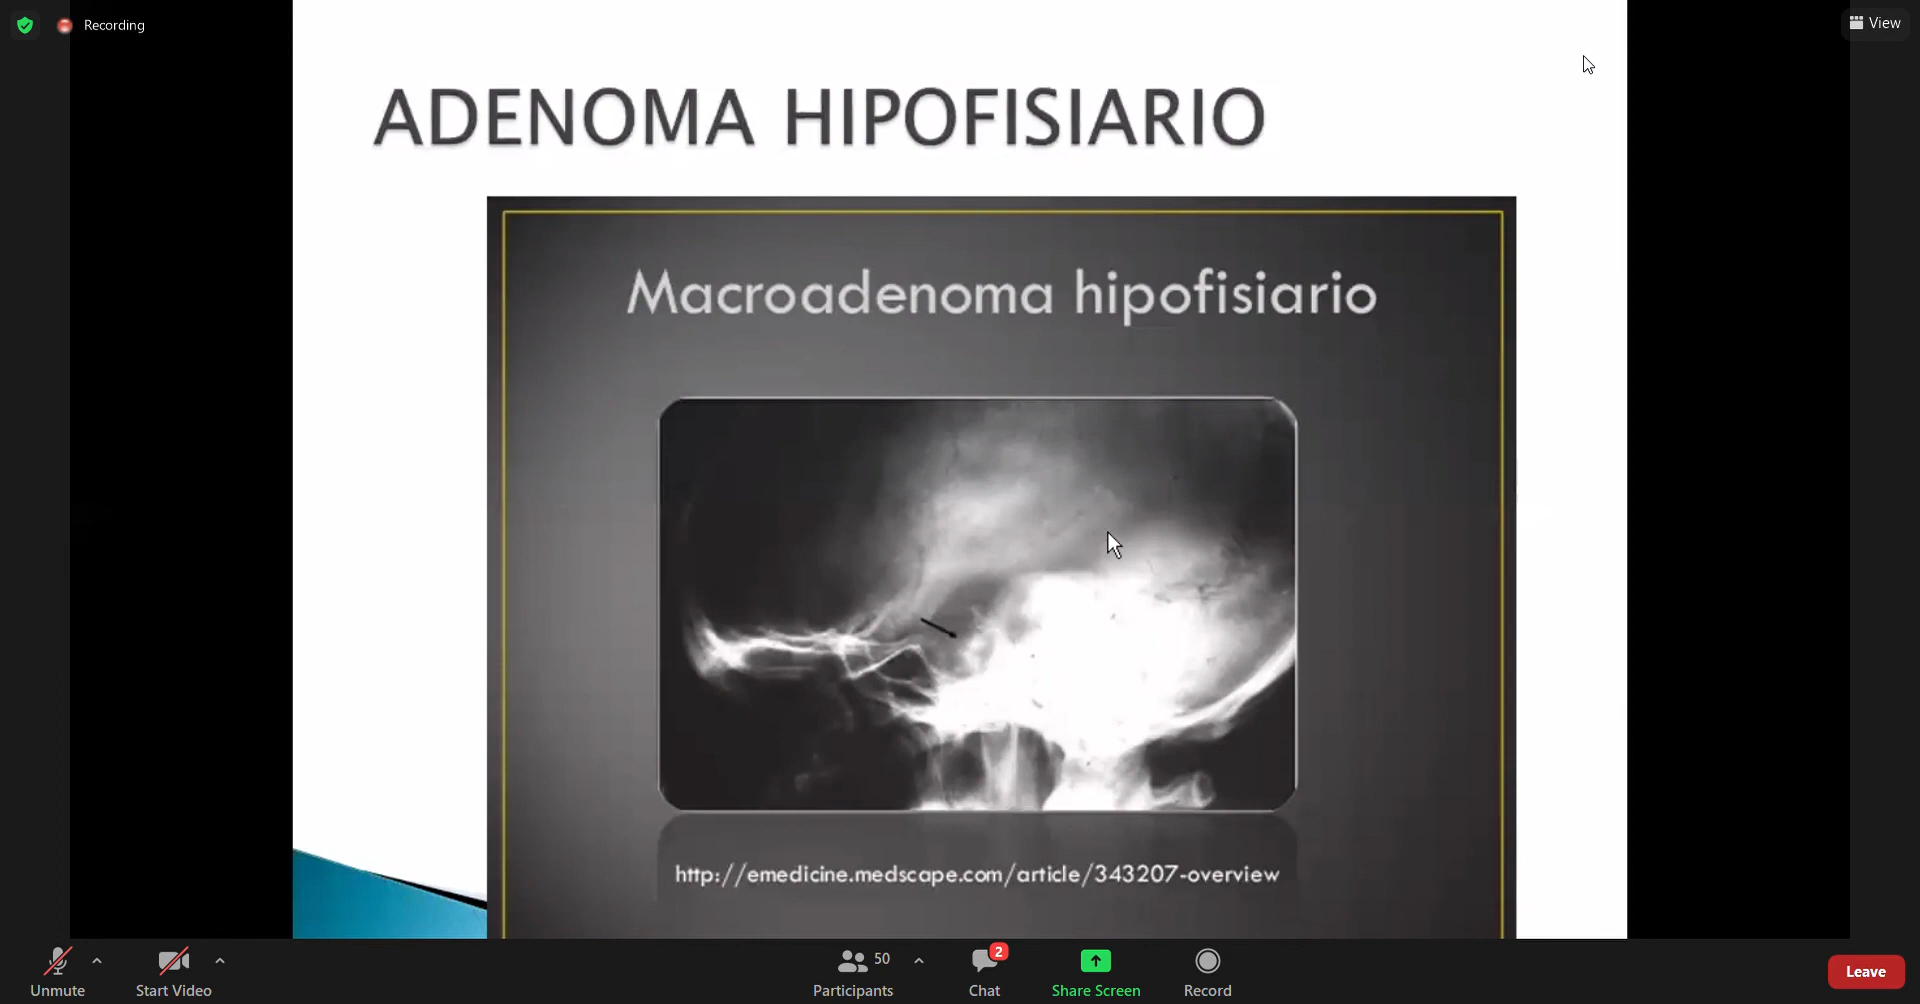 Recording
View
ADENOMA HIPOFISIARIO
Macroadenoma hipofisiario
http://emedicine.medscape.com/article/343207-overview
Unmute
Start Video
50
Participants
2
Chat
Share Screen
Record
Leave